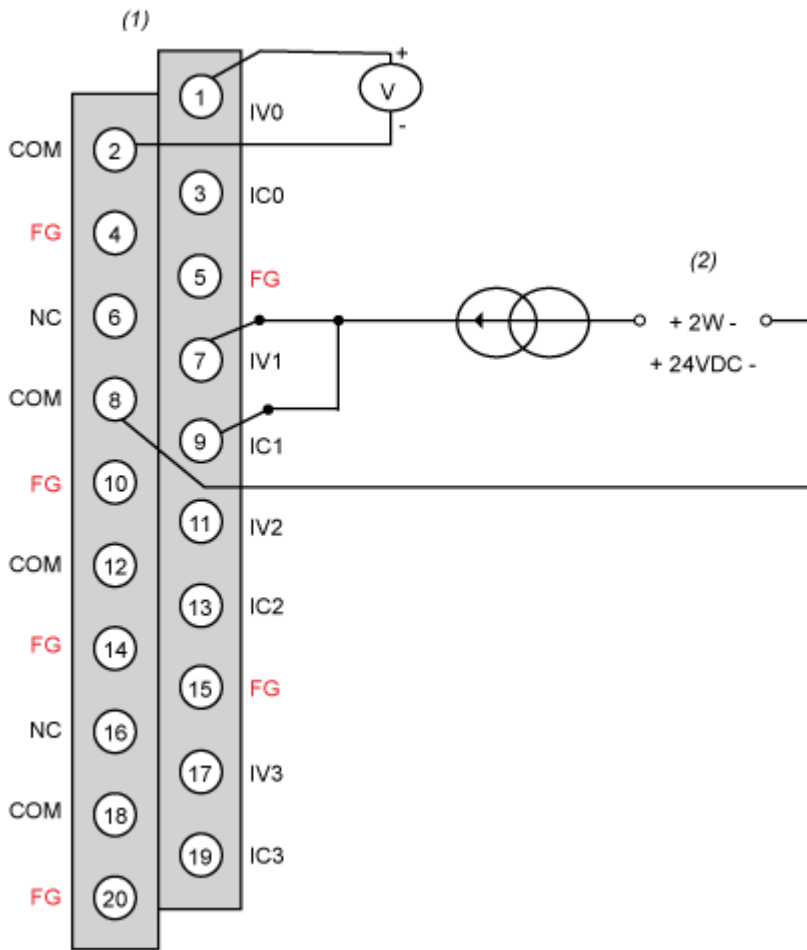 (1)
+
1
V
IV0
-
COM 2
3 IC0
FG 4
5 FG
(2)
NC 6
+ 2W -
7 IV1
+ 24VDC -
COM 8
9 IC1
FG 10
11 IV2
COM 12
13 IC2
FG 14
15 FG
NC 16
17 IV3
COM 18
19 IC3
FG 20